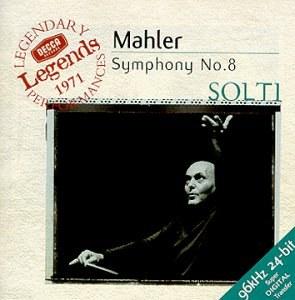 LEGENDARY
DECCA
Legends
1971
PERFORMANCES
Mahler
Symphony No.8
SOLTI
96kHz 24-bit
Super
DIGITAL
Transfer